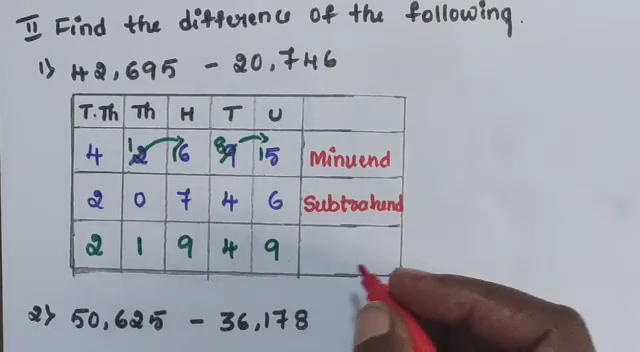 II Find the difference of the following.
1) 42,695 - 20,746
T.Th Th H T U
4 1 2 16 8 9 15 Minuend
2 0 7 4 6 Subtrahend
2 1 9 4 9
2) 50,625 - 36,178